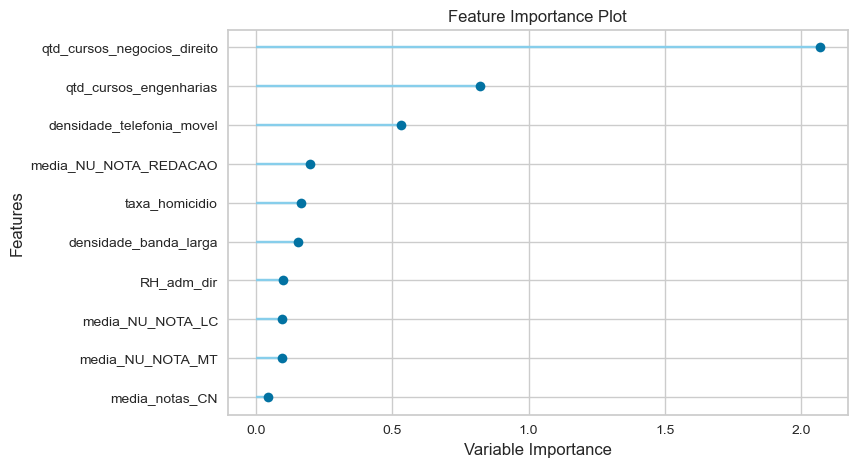 Feature Importance Plot
qtd_cursos_negocios_direito
qtd_cursos_engenharias
densidade_telefonia_movel
media_NU_NOTA_REDACAO
taxa_homicidio
densidade_banda_larga
RH_adm_dir
media_NU_NOTA_LC
media_NU_NOTA_MT
media_notas_CN
Features
0.0 0.5 1.0 1.5 2.0
Variable Importance